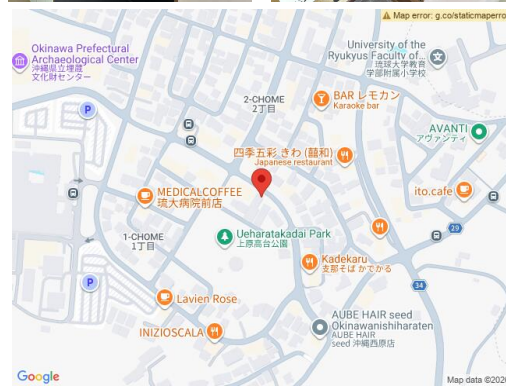 Map error: g.co/staticmaperro
Okinawa Prefectural
Archaeological Center
沖縄県立埋蔵
文化財センター
University of the
Ryukyus Faculty of...
琉球大学教育
学部附属小学校
P
2-CHOME
2丁目
BAR レモカン
Karaoke bar
AVANTI
アヴァンティ
四季五彩 きわ (囍和)
Japanese restaurant
MEDICALCOFFEE
琉大病院前店
ito.cafe
29
1-CHOME
1丁目
Ueharatakadai Park
上原高台公園
Kadekaru
支那そば かでかる
P
34
Lavien Rose
INIZIOSCALA
AUBE HAIR seed
Okinawanishiharaten
AUBE HAIR
seed 沖縄西原店
Google
Map data ©202